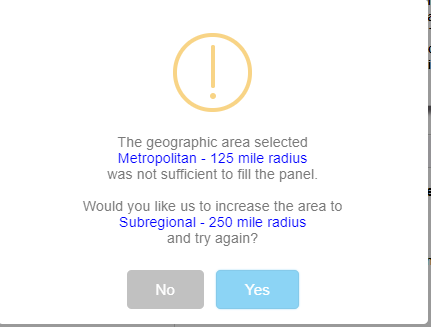 The geographic area selected
Metropolitan - 125 mile radius
was not sufficient to fill the panel.
Would you like us to increase the area to
Subregional - 250 mile radius
and try again?
No
Yes